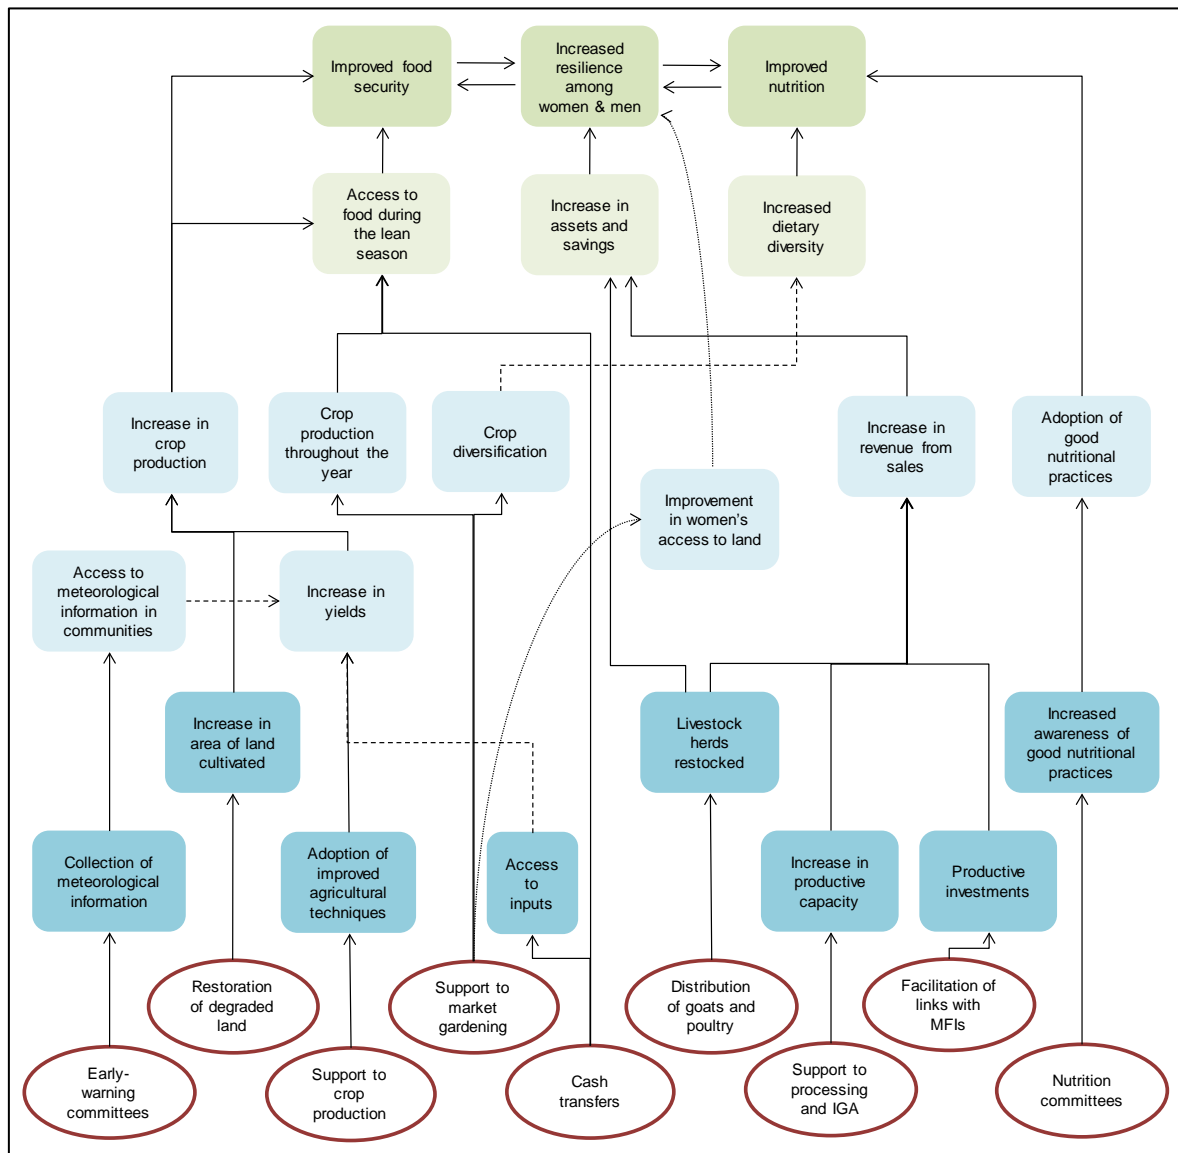 Improved food
security
Increased
resilience
among
women & men
Improved
nutrition
Access to
food during
the lean
season
Increase in
assets and
savings
Increased
dietary
diversity
Increase in
crop
production
Crop
production
throughout the
year
Crop
diversification
Improvement
in women's
access to land
Increase in
revenue from
sales
Adoption of
good
nutritional
practices
Access to
meteorological
information in
communities
Increase in
yields
Increase in
area of land
cultivated
Livestock
herds
restocked
Increased
awareness of
good nutritional
practices
Collection of
meteorological
information
Adoption of
improved
agricultural
techniques
Access
to
inputs
Increase in
productive
capacity
Productive
investments
Restoration
of degraded
land
Support to
market
gardening
Distribution
of goats and
poultry
Facilitation of
links with
MFIs
Early-
warning
committees
Support to
crop
production
Cash
transfers
Support to
processing
and IGA
Nutrition
committees